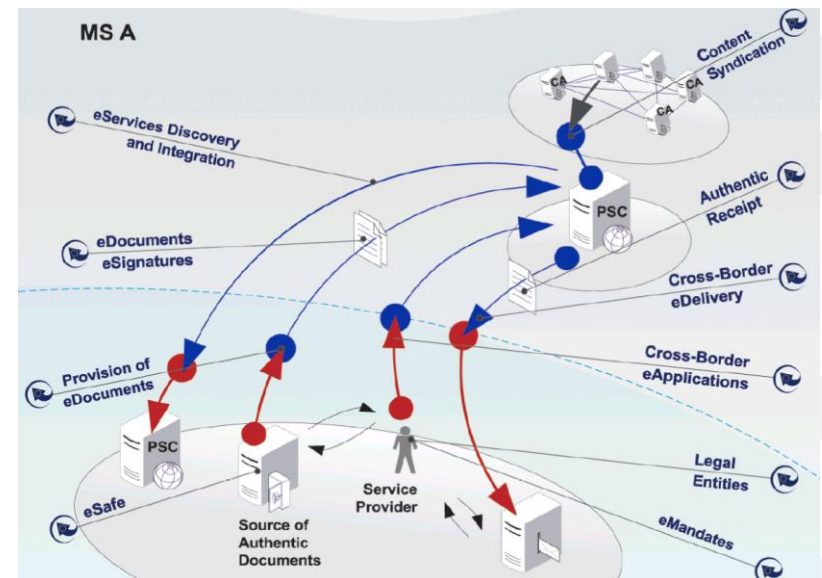 MS A
Content
Syndication
CA
CA
CA
eServices Discovery
and Integration
Authentic
Receipt
PSC
eDocuments
eSignatures
Cross-Border
eDelivery
Provision of
eDocuments
Cross-Border
eApplications
PSC
Legal
Entities
eSafe
Service
Provider
Source of
Authentic
Documents
eMandates